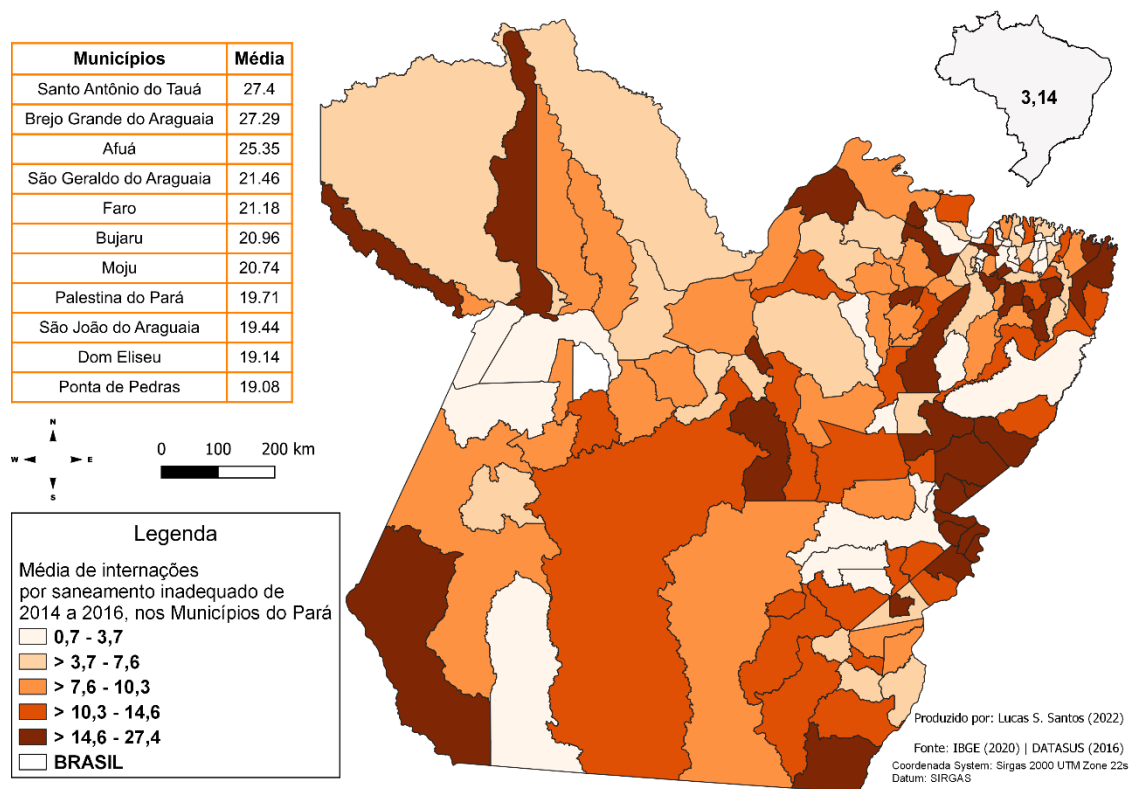 Municípios Média
Santo Antônio do Tauá 27.4
Brejo Grande do Araguaia 27.29
Afuá 25.35
São Geraldo do Araguaia 21.46
Faro 21.18
Bujaru 20.96
Moju 20.74
Palestina do Pará 19.71
São João do Araguaia 19.44
Dom Eliseu 19.14
Ponta de Pedras 19.08
3,14
N
W E
S
0 100 200 km
Legenda
Média de internações
por saneamento inadequado de
2014 a 2016, nos Municípios do Pará
0,7 - 3,7
> 3,7 - 7,6
> 7,6 - 10,3
> 10,3 - 14,6
> 14,6 - 27,4
BRASIL
Produzido por: Lucas S. Santos (2022)
Fonte: IBGE (2020) | DATASUS (2016)
Coordenada System: Sirgas 2000 UTM Zone 22s
Datum: SIRGAS